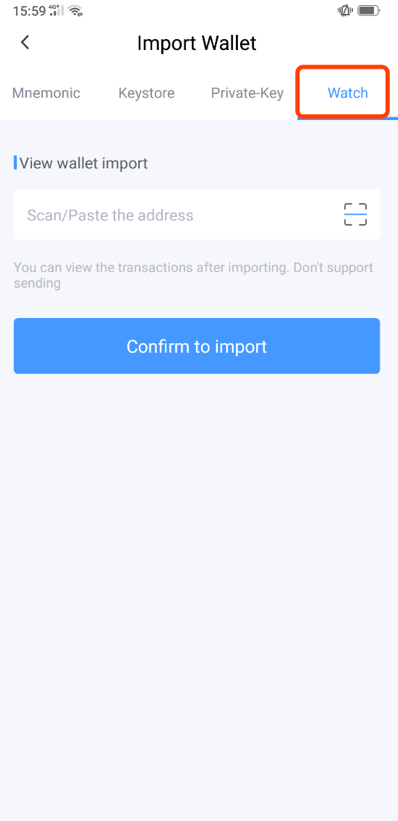 15:59 4G+
Import Wallet
Mnemonic Keystore Private-Key Watch
View wallet import
Scan/Paste the address
You can view the transactions after importing. Don't support
sending
Confirm to import